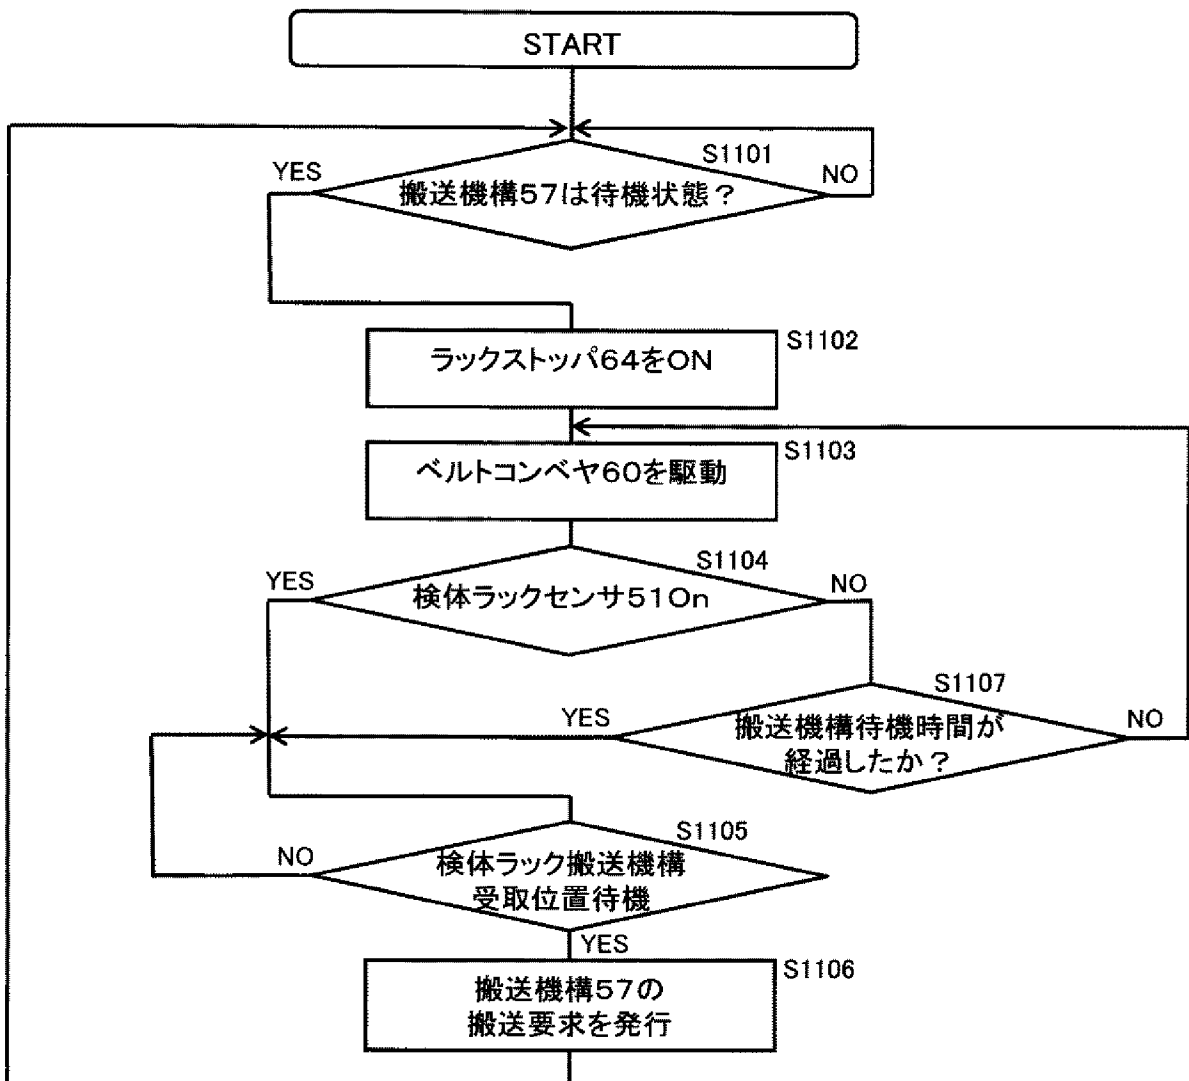 START
S1101
YES
NO
搬送機構57は待機状態？
S1102
ラックストッパ64をON
S1103
ベルトコンベヤ60を駆動
S1104
YES
NO
検体ラックセンサ51On
S1107
YES
NO
搬送機構待機時間が
経過したか？
S1105
NO
検体ラック搬送機構
受取位置待機
YES
S1106
搬送機構57の
搬送要求を発行